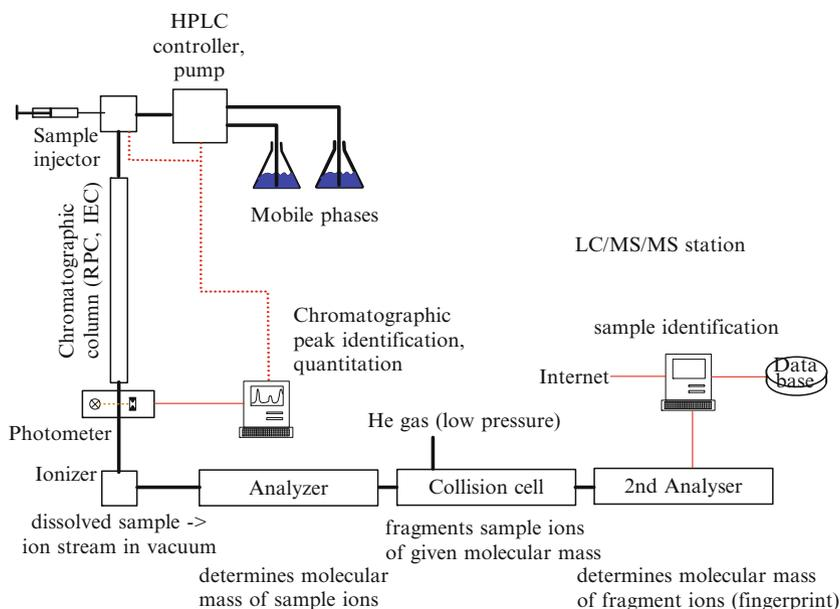 HPLC
controller,
pump
Sample
injector
Mobile phases
Chromatographic
column (RPC, IEC)
LC/MS/MS station
Chromatographic
peak identification,
quantitation
sample identification
Internet
Data
base
Photometer
He gas (low pressure)
Ionizer
Analyzer
Collision cell
2nd Analyser
dissolved sample ->
ion stream in vacuum
fragments sample ions
of given molecular mass
determines molecular
mass of sample ions
determines molecular mass
of fragment ions (fingerprint)